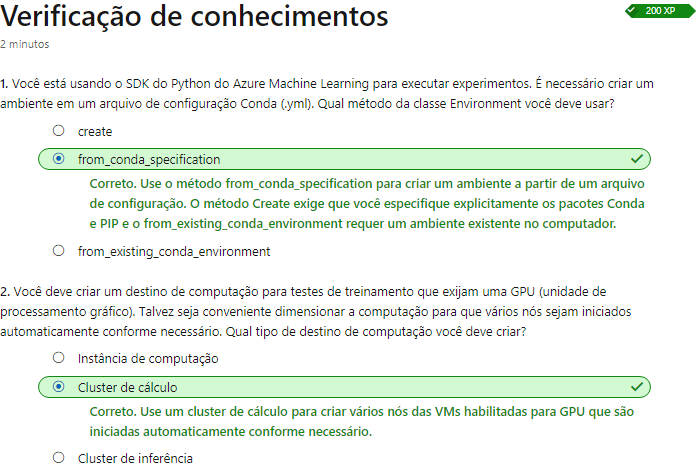 Verificação de conhecimentos
200 XP
2 minutos
1. Você está usando o SDK do Python do Azure Machine Learning para executar experimentos. É necessário criar um
ambiente em um arquivo de configuração Conda (.yml). Qual método da classe Environment você deve usar?
create
from_conda_specification
Correto. Use o método from_conda_specification para criar um ambiente a partir de um arquivo
de configuração. O método Create exige que você especifique explicitamente os pacotes Conda
e PIP e o from_existing_conda_environment requer um ambiente existente no computador.
from_existing_conda_environment
2. Você deve criar um destino de computação para testes de treinamento que exijam uma GPU (unidade de
processamento gráfico). Talvez seja conveniente dimensionar a computação para que vários nós sejam iniciados
automaticamente conforme necessário. Qual tipo de destino de computação você deve criar?
Instância de computação
Cluster de cálculo
Correto. Use um cluster de cálculo para criar vários nós das VMs habilitadas para GPU que são
iniciadas automaticamente conforme necessário.
Cluster de inferência